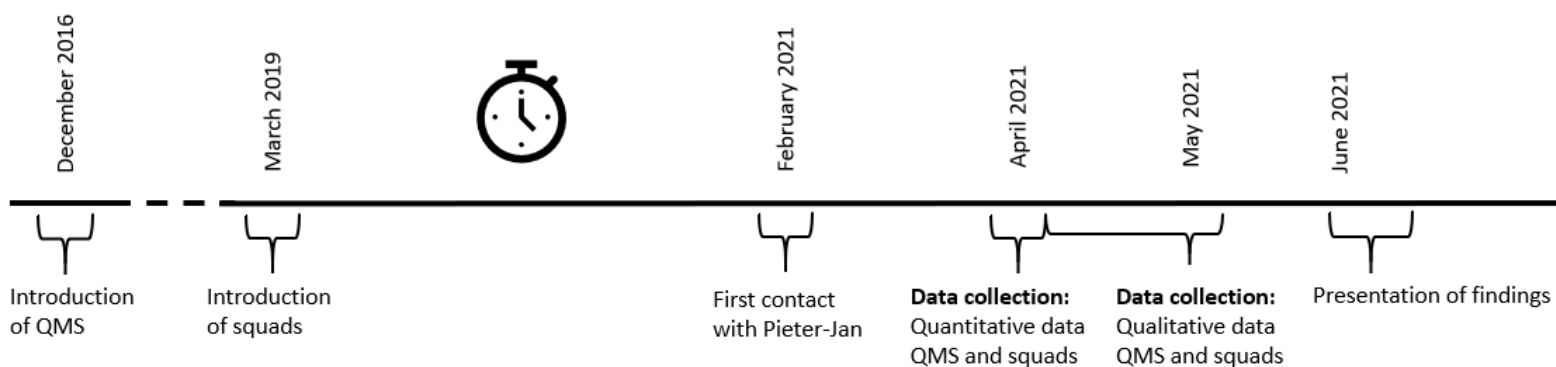 December 2016
March 2019
February 2021
April 2021
May 2021
June 2021
Introduction
of QMS
Introduction
of squads
First contact
with Pieter-Jan
Data collection:
Quantitative data
QMS and squads
Data collection:
Qualitative data
QMS and squads
Presentation of findings